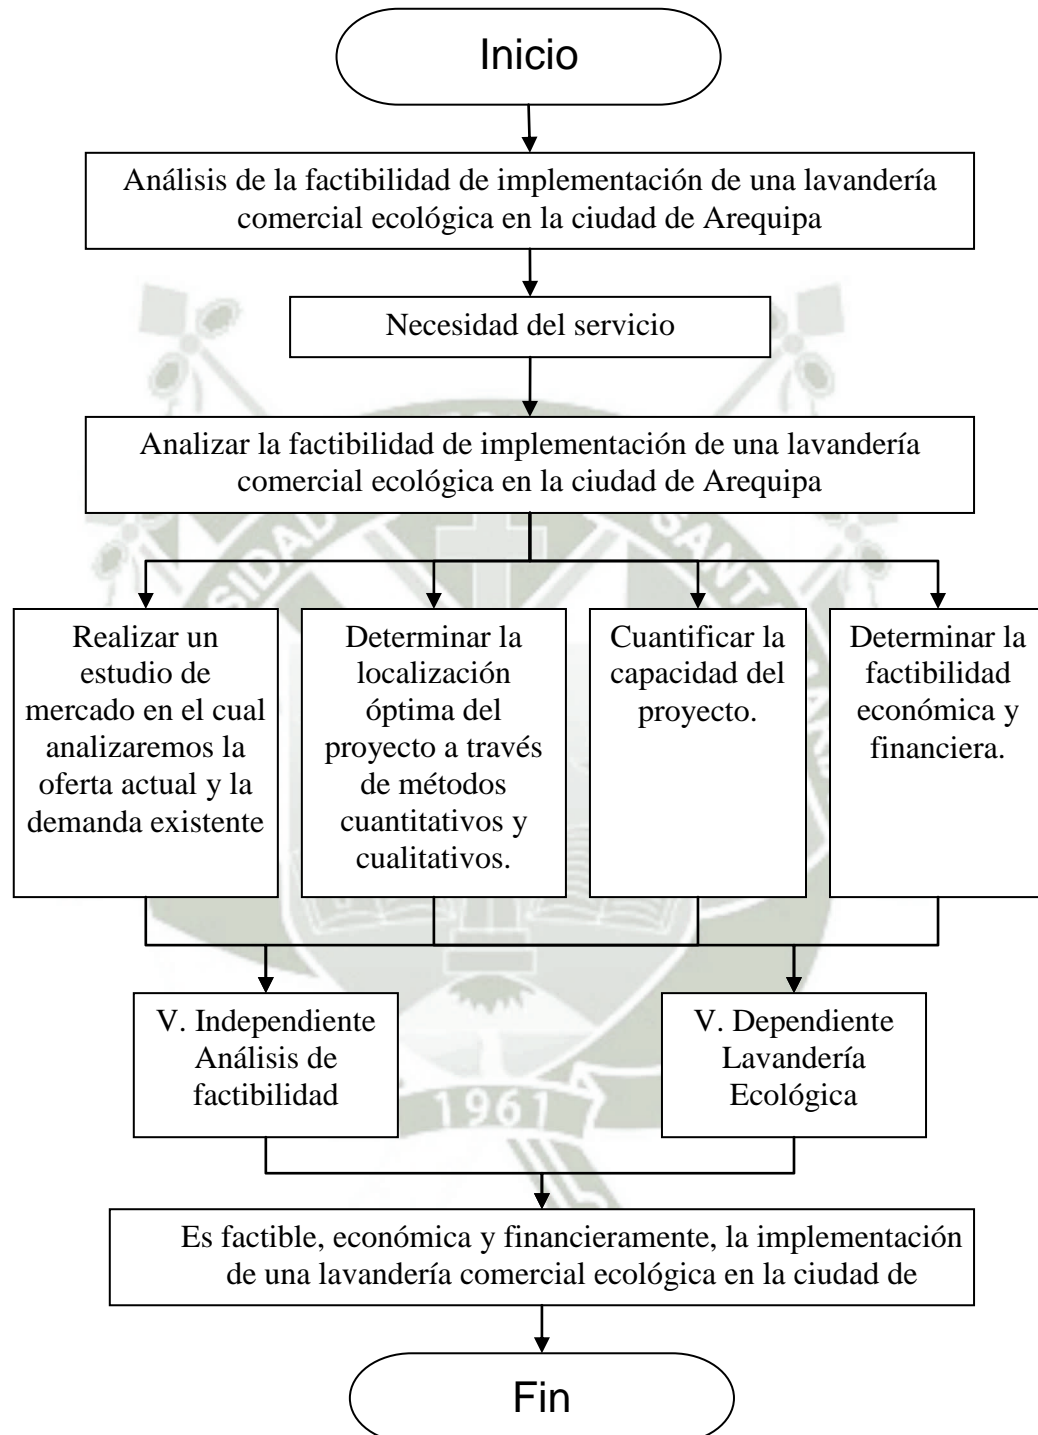 Inicio
Análisis de la factibilidad de implementación de una lavandería
comercial ecológica en la ciudad de Arequipa
Necesidad del servicio
Analizar la factibilidad de implementación de una lavandería
comercial ecológica en la ciudad de Arequipa
Realizar un
estudio de
mercado en el cual
analizaremos la
oferta actual y la
demanda existente
Determinar la
localización
óptima del
proyecto a través
de métodos
cuantitativos y
cualitativos.
Cuantificar la
capacidad del
proyecto.
Determinar la
factibilidad
económica y
financiera.
V. Independiente
Análisis de
factibilidad
V. Dependiente
Lavandería
Ecológica
1961
Es factible, económica y financieramente, la implementación
de una lavandería comercial ecológica en la ciudad de
Fin